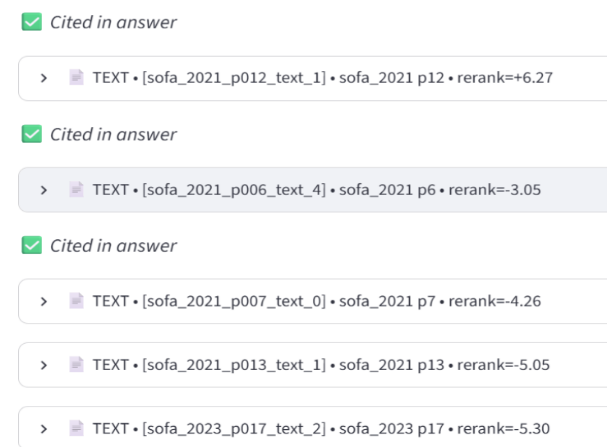 Cited in answer
TEXT • [sofa_2021_p012_text_1] • sofa_2021 p12 • rerank=+6.27
Cited in answer
TEXT • [sofa_2021_p006_text_4] • sofa_2021 p6 • rerank=-3.05
Cited in answer
TEXT • [sofa_2021_p007_text_0] • sofa_2021 p7 • rerank=-4.26
TEXT • [sofa_2021_p013_text_1] • sofa_2021 p13 • rerank=-5.05
TEXT • [sofa_2023_p017_text_2] • sofa_2023 p17 • rerank=-5.30